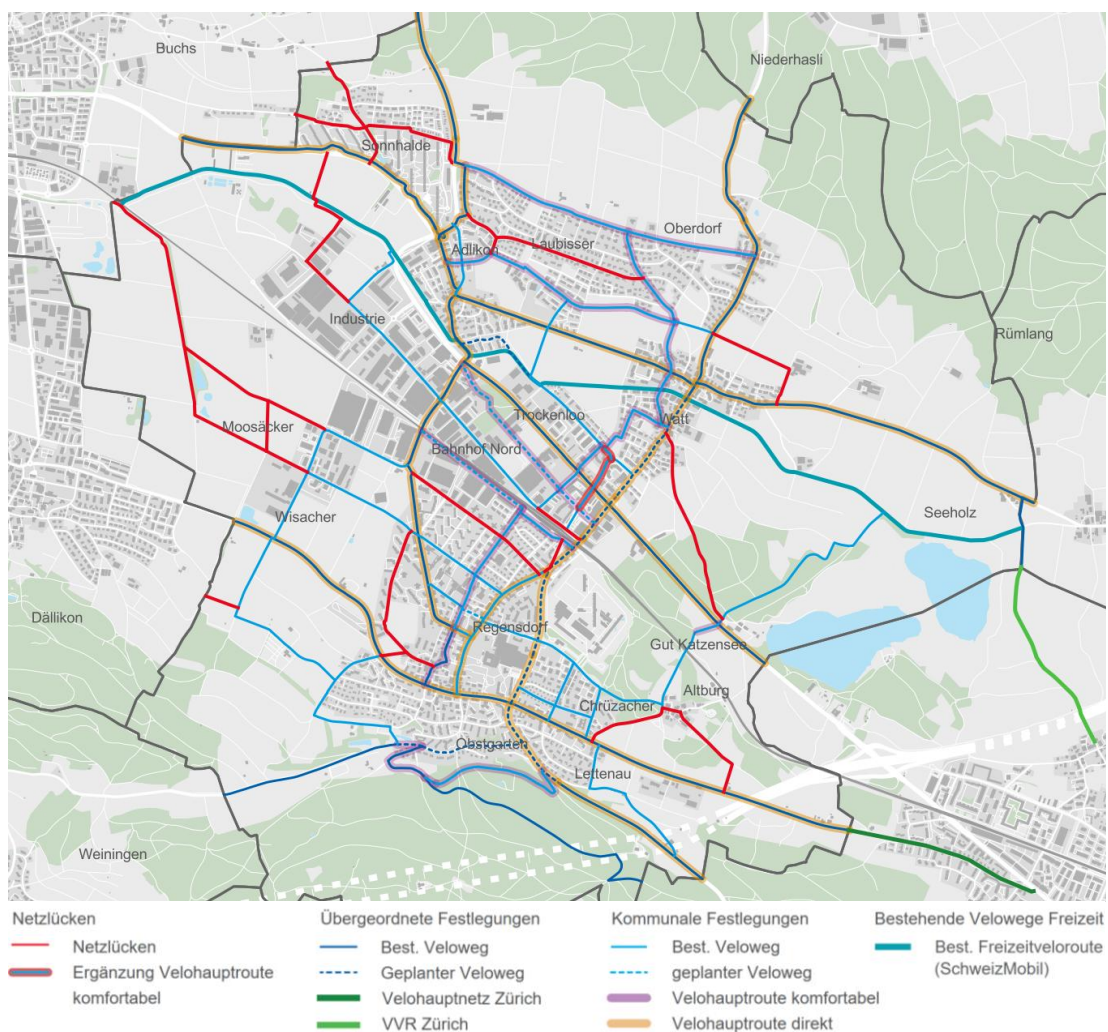 Buchs
Niederhasli
Sonnhalde
Oberdorf
Adlikon
Laubisser
Industrie
Rümlang
Trockenloo
Watt
Moosäcker
Bahnhof Nord
Wisacher
Seeholz
Dällikon
Regensdorf
Gut Katzensee
Altburg
Chrüzacher
Obstgarten
Lettenau
Weiningen
Netzlücken
Netzlücken
Ergänzung Velohauptroute
komfortabel
Übergeordnete Festlegungen
Best. Veloweg
Geplanter Veloweg
Velohauptnetz Zürich
VVR Zürich
Kommunale Festlegungen
Best. Veloweg
geplanter Veloweg
Velohauptroute komfortabel
Velohauptroute direkt
Bestehende Velowege Freizeit
Best. Freizeitveloroute
(SchweizMobil)